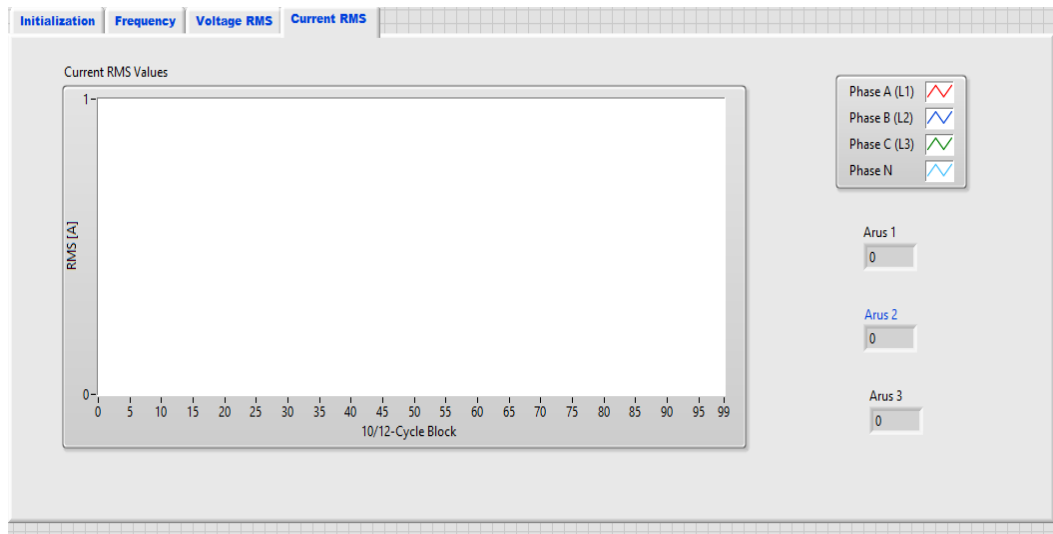 Initialization Frequency Voltage RMS Current RMS
Current RMS Values
1
RMS [A]
0
0 5 10 15 20 25 30 35 40 45 50 55 60 65 70 75 80 85 90 95 99
10/12-Cycle Block
Phase A (L1)
Phase B (L2)
Phase C (L3)
Phase N
Arus 1
0
Arus 2
0
Arus 3
0